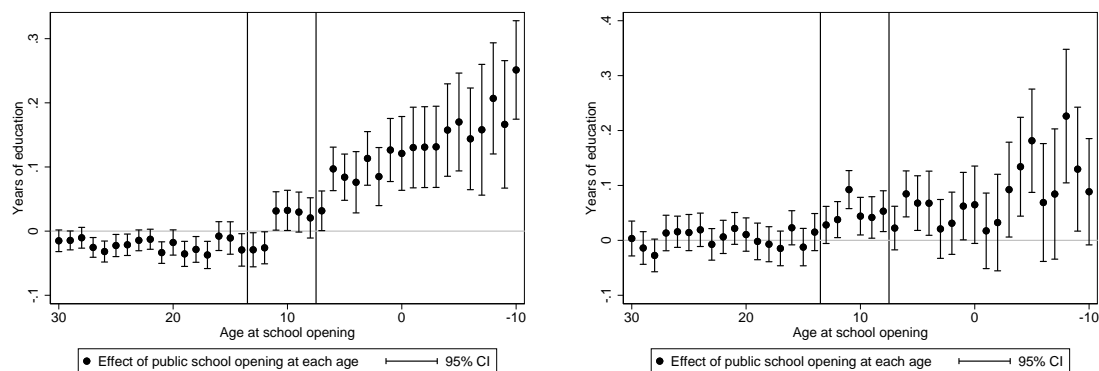 .3
.2
.1
0
-.1
Years of education
30 20 10 0 -10
Age at school opening
Effect of public school opening at each age 95% CI
.4
.3
.2
.1
0
-.1
Years of education
30 20 10 0 -10
Age at school opening
Effect of public school opening at each age 95% CI